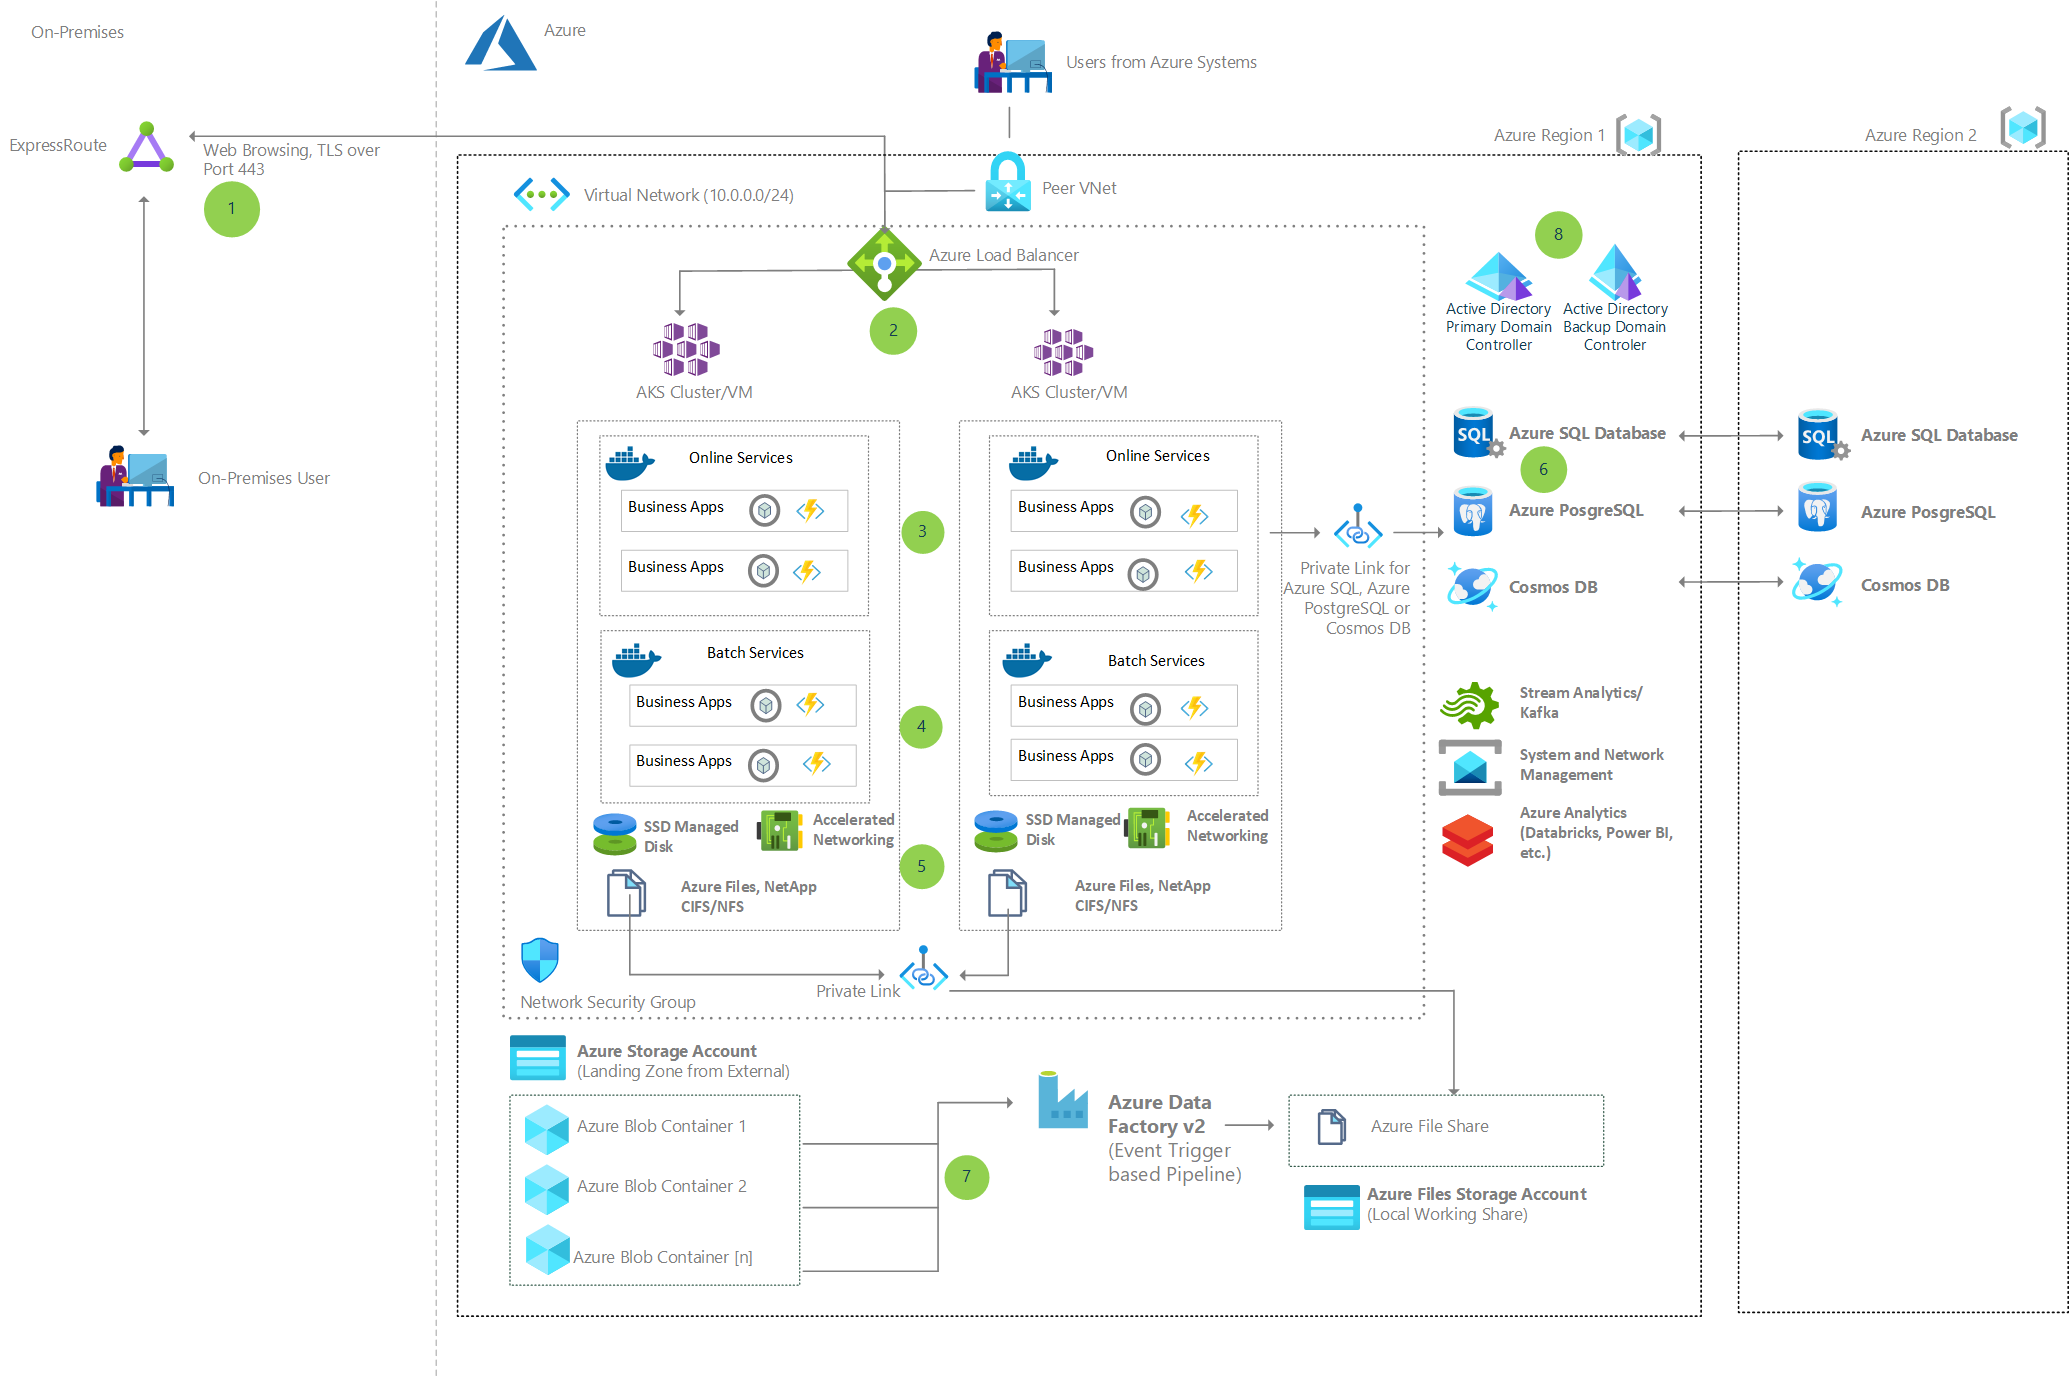 On-Premises
Azure
Users from Azure Systems
Azure Region 1
Azure Region 2
ExpressRoute
Web Browsing, TLS over
Port 443
1
Virtual Network (10.0.0.0/24)
Peer VNet
Azure Load Balancer
2
8
Active Directory
Primary Domain
Controller
Active Directory
Backup Domain
Controler
AKS Cluster/VM
AKS Cluster/VM
On-Premises User
Online Services
Business Apps
Business Apps
3
Online Services
Business Apps
Business Apps
Private Link for
Azure SQL, Azure
PostgreSQL or
Cosmos DB
Azure SQL Database
6
Azure PosgreSQL
Cosmos DB
Azure SQL Database
Azure PosgreSQL
Cosmos DB
Batch Services
Business Apps
Business Apps
4
Batch Services
Business Apps
Business Apps
Stream Analytics/
Kafka
System and Network
Management
Azure Analytics
(Databricks, Power BI,
etc.)
SSD Managed
Disk
Accelerated
Networking
5
SSD Managed
Disk
Accelerated
Networking
Azure Files, NetApp
CIFS/NFS
Azure Files, NetApp
CIFS/NFS
Private Link
Network Security Group
Azure Storage Account
(Landing Zone from External)
Azure Blob Container 1
Azure Blob Container 2
Azure Blob Container [n]
7
Azure Data
Factory v2
(Event Trigger
based Pipeline)
Azure File Share
Azure Files Storage Account
(Local Working Share)
SQL
SQL